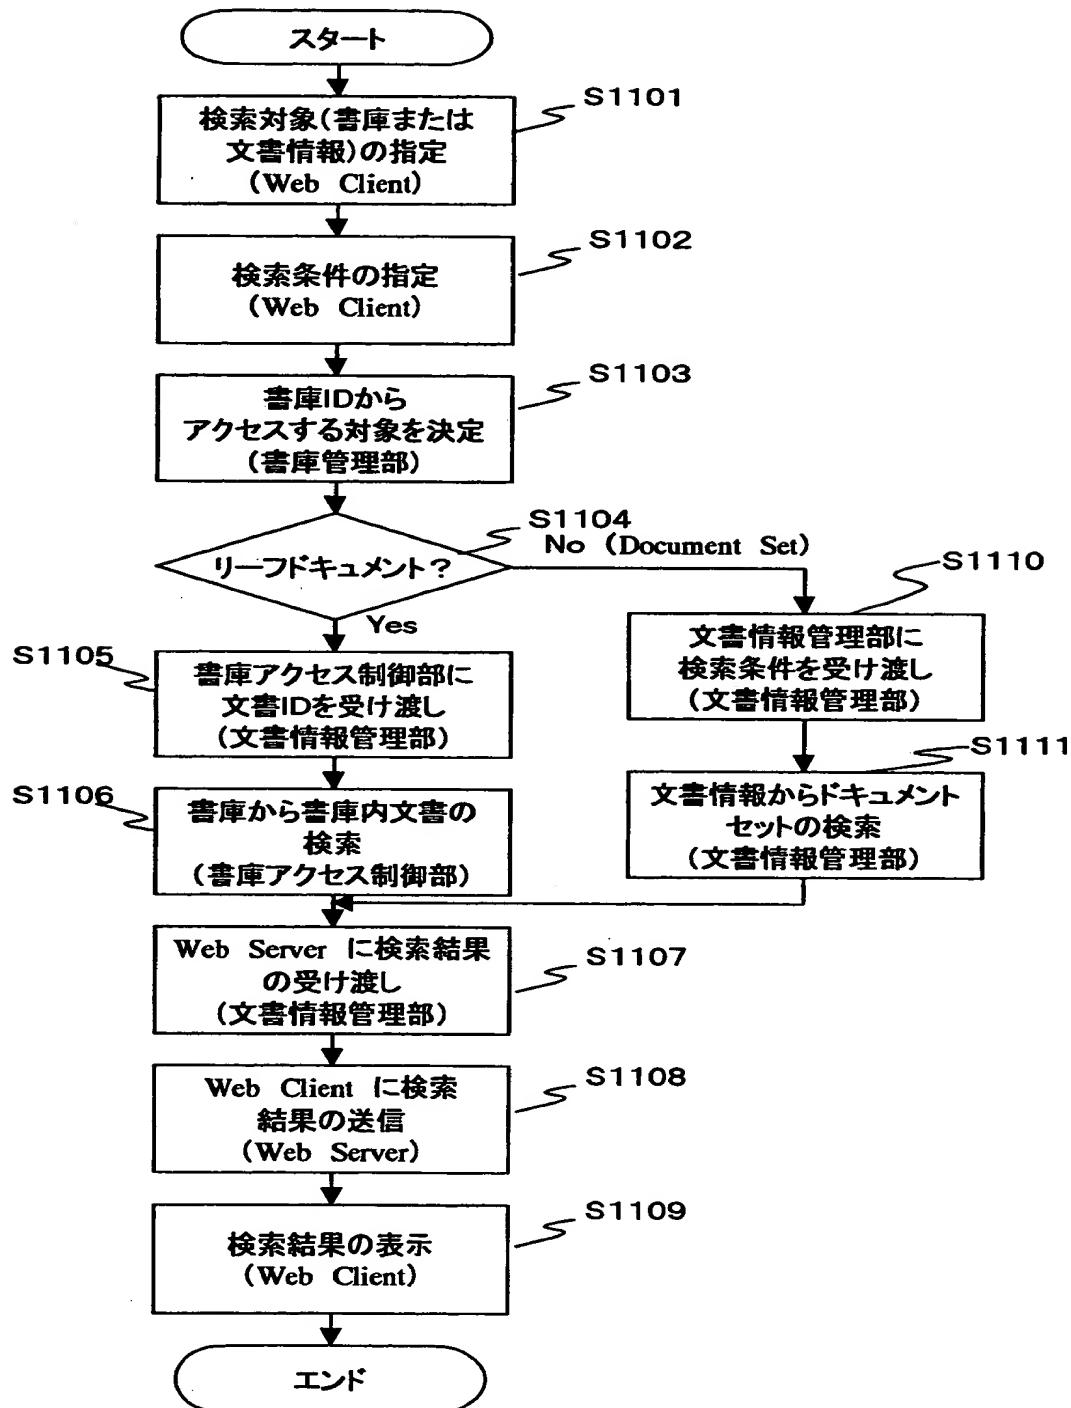 スタート
S1101
検索対象(書庫または
文書情報)の指定
(Web Client)
S1102
検索条件の指定
(Web Client)
S1103
書庫IDから
アクセスする対象を決定
(書庫管理部)
S1104
No (Document Set)
リーフドキュメント?
Yes
S1110
文書情報管理部に
検索条件を受け渡し
(文書情報管理部)
S1105
書庫アクセス制御部に
文書IDを受け渡し
(文書情報管理部)
S1111
文書情報からドキュメント
セットの検索
(文書情報管理部)
S1106
書庫から書庫内文書の
検索
(書庫アクセス制御部)
S1107
Web Server に検索結果
の受け渡し
(文書情報管理部)
S1108
Web Client に検索
結果の送信
(Web Server)
S1109
検索結果の表示
(Web Client)
エンド